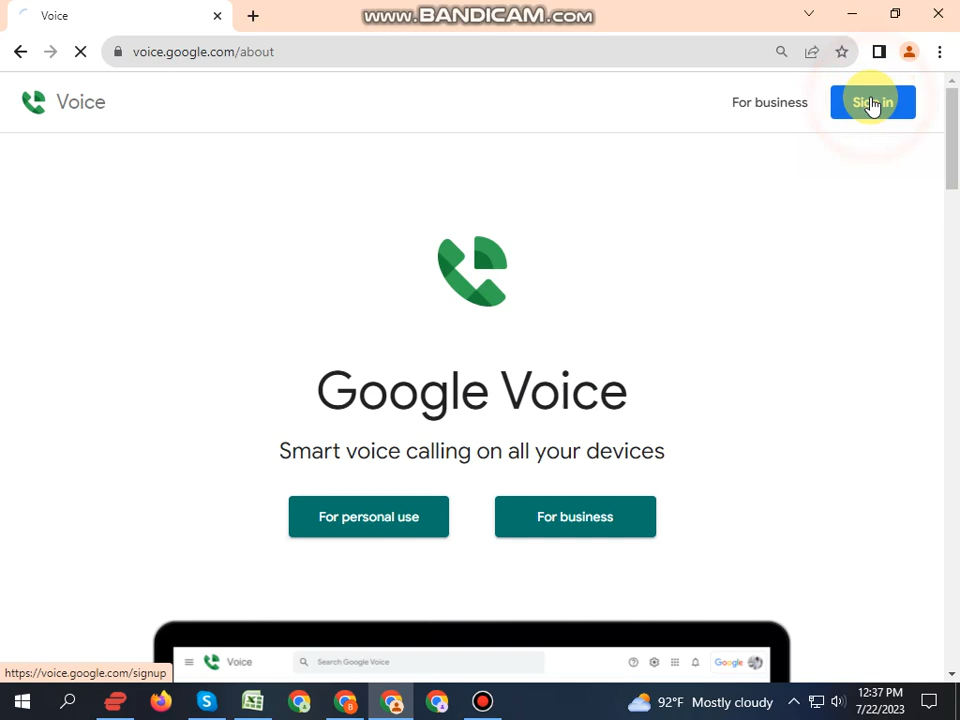 Voice
www.BANDICAM.com
voice.google.com/about
Voice
For business
Sign in
Google Voice
Smart voice calling on all your devices
For personal use
For business
Voice
Search Google Voice
Google
https://voice.google.com/signup
92°F Mostly cloudy
12:37 PM
7/22/2023